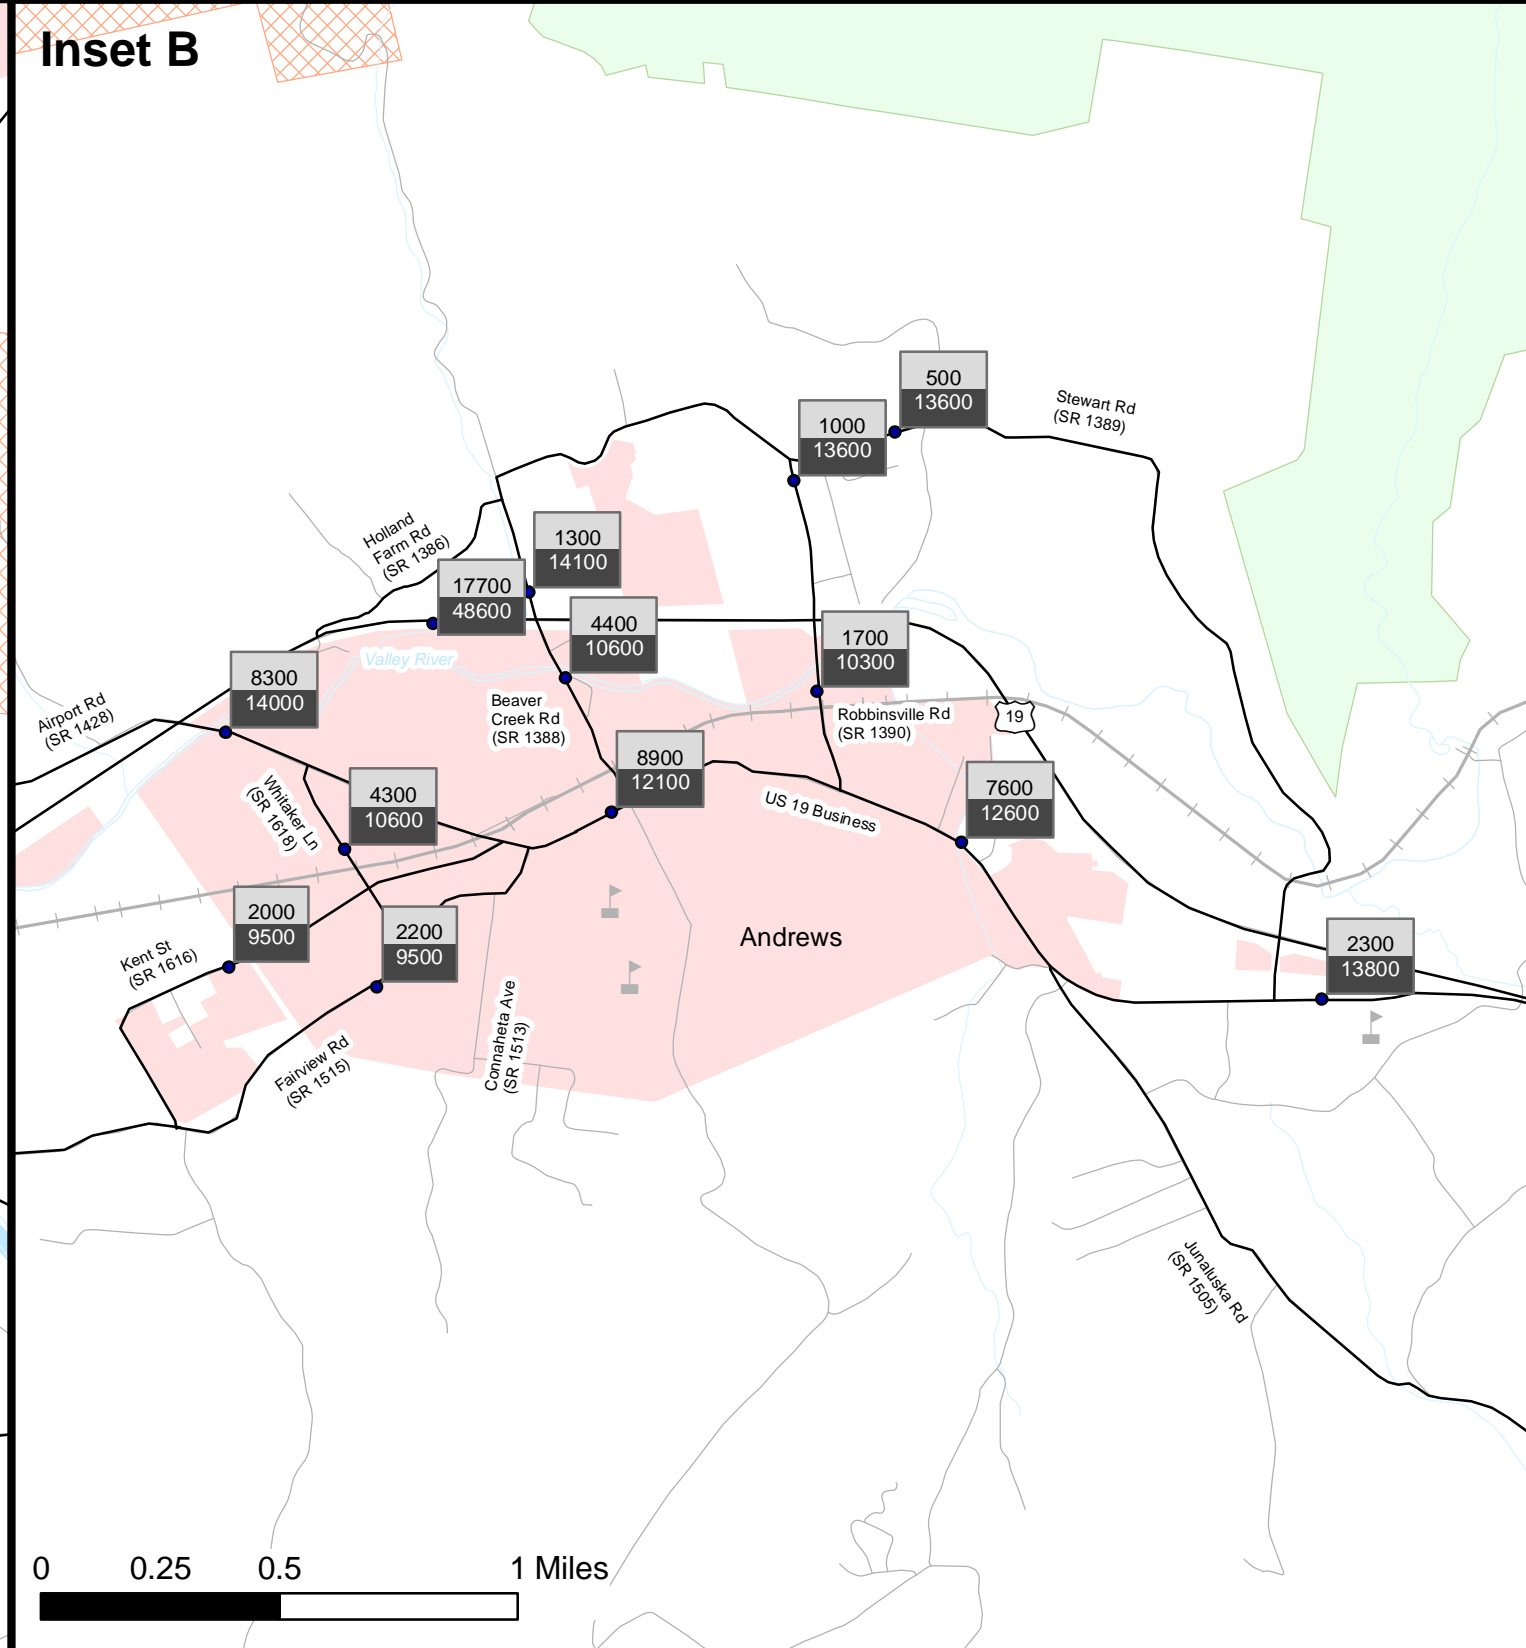 Inset B
500
13600
Stewart Rd
(SR 1389)
1000
13600
Holland
Farm Rd
(SR 1386)
1300
14100
17700
48600
4400
10600
1700
10300
Valley River
8300
14000
Airport Rd
(SR 1428)
Beaver
Creek Rd
(SR 1388)
Robbinsville Rd
(SR 1390)
19
8900
12100
Whitaker Ln
(SR 1618)
4300
10600
US 19 Business
7600
12600
2000
9500
2200
9500
Kent St
(SR 1616)
Andrews
2300
13800
Connaheta Ave
(SR 1513)
Fairview Rd
(SR 1515)
Junaluska Rd
(SR 1505)
0 0.25 0.5 1 Miles